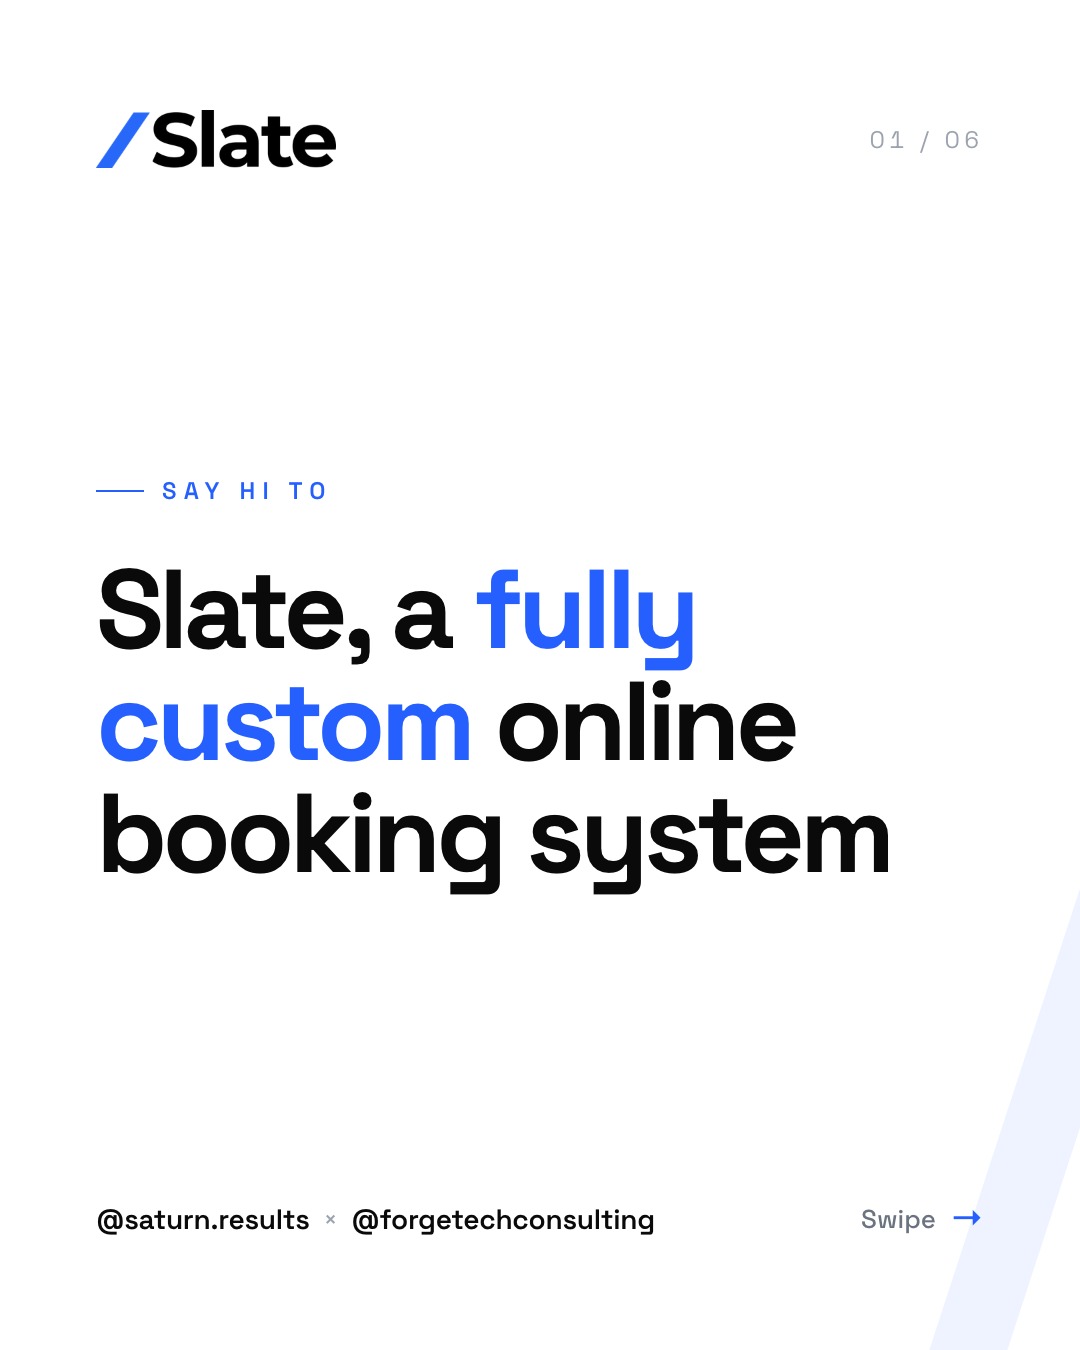 Slate
01 / 06
SAY HI TO
Slate, a fully
custom online
booking system
@saturn.results × @forgetechconsulting
Swipe →